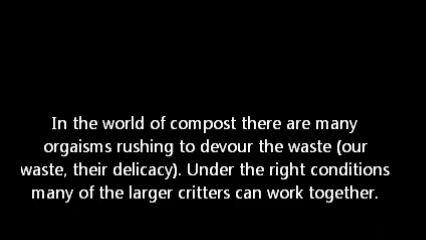 In the world of compost there are many
orgaisms rushing to devour the waste (our
waste, their delicacy). Under the right conditions
many of the larger critters can work together.